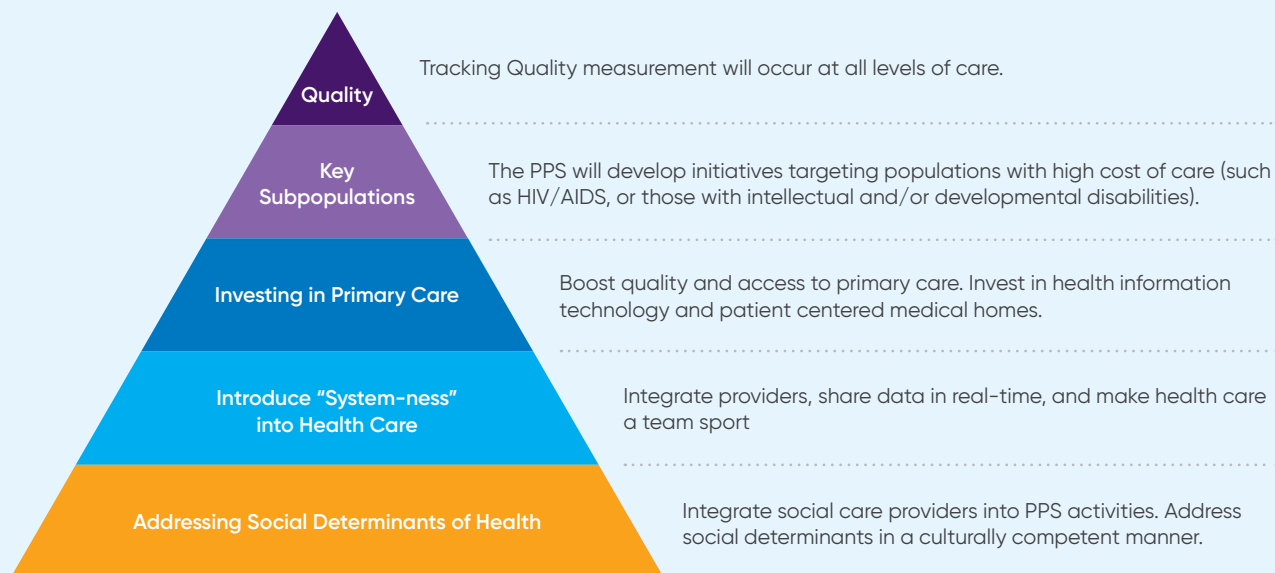 Quality
Tracking Quality measurement will occur at all levels of care.
Key
Subpopulations
The PPS will develop initiatives targeting populations with high cost of care (such
as HIV/AIDS, or those with intellectual and/or developmental disabilities).
Investing in Primary Care
Boost quality and access to primary care. Invest in health information
technology and patient centered medical homes.
Introduce “System-ness”
into Health Care
Integrate providers, share data in real-time, and make health care
a team sport
Addressing Social Determinants of Health
Integrate social care providers into PPS activities. Address
social determinants in a culturally competent manner.